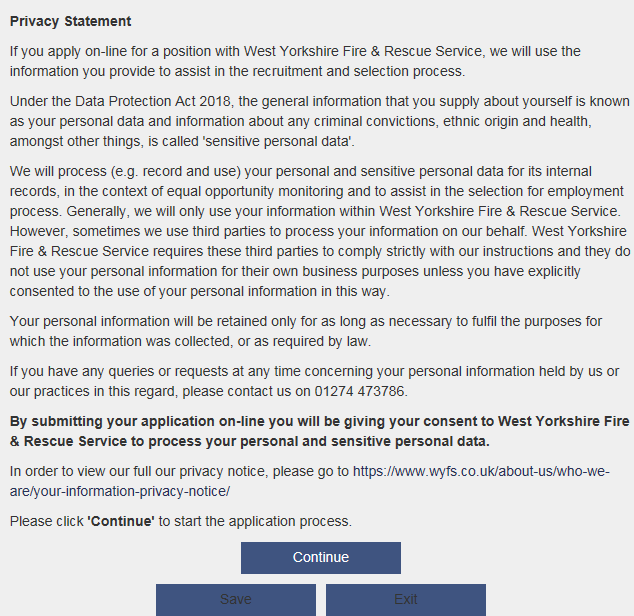 Privacy Statement
If you apply on-line for a position with West Yorkshire Fire & Rescue Service, we will use the
information you provide to assist in the recruitment and selection process.
Under the Data Protection Act 2018, the general information that you supply about yourself is known
as your personal data and information about any criminal convictions, ethnic origin and health,
amongst other things, is called 'sensitive personal data'.
We will process (e.g. record and use) your personal and sensitive personal data for its internal
records, in the context of equal opportunity monitoring and to assist in the selection for employment
process. Generally, we will only use your information within West Yorkshire Fire & Rescue Service.
However, sometimes we use third parties to process your information on our behalf. West Yorkshire
Fire & Rescue Service requires these third parties to comply strictly with our instructions and they do
not use your personal information for their own business purposes unless you have explicitly
consented to the use of your personal information in this way.
Your personal information will be retained only for as long as necessary to fulfil the purposes for
which the information was collected, or as required by law.
If you have any queries or requests at any time concerning your personal information held by us or
our practices in this regard, please contact us on 01274 473786.
By submitting your application on-line you will be giving your consent to West Yorkshire Fire
& Rescue Service to process your personal and sensitive personal data.
In order to view our full our privacy notice, please go to https://www.wyfs.co.uk/about-us/who-we-
are/your-information-privacy-notice/
Please click 'Continue' to start the application process.
Continue
Save Exit